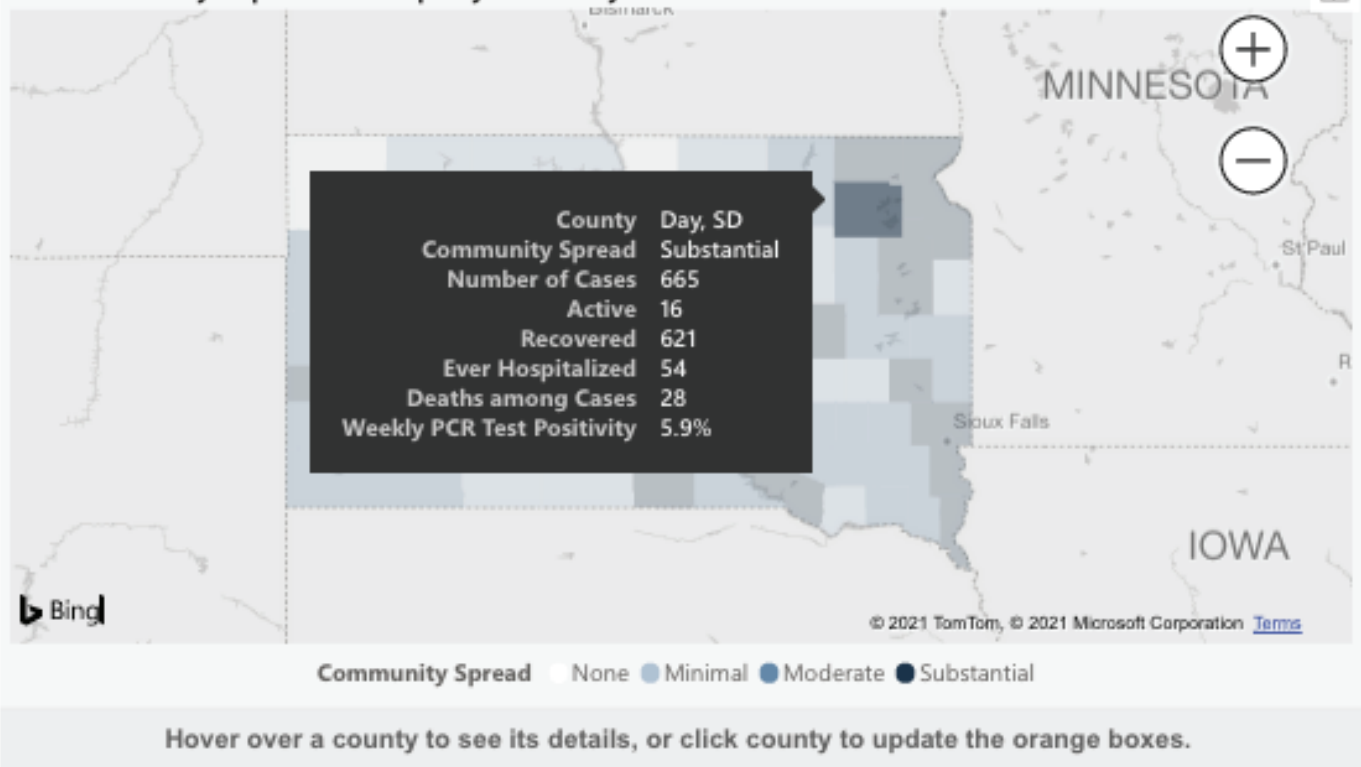 Bismarck
MINNESOTA
County Day, SD
Community Spread Substantial
Number of Cases 665
Active 16
Recovered 621
Ever Hospitalized 54
Deaths among Cases 28
Weekly PCR Test Positivity 5.9%
St Paul
R
Sioux Falls
IOWA
Bing
© 2021 TomTom, © 2021 Microsoft Corporation Terms
Community Spread None Minimal Moderate Substantial
Hover over a county to see its details, or click county to update the orange boxes.